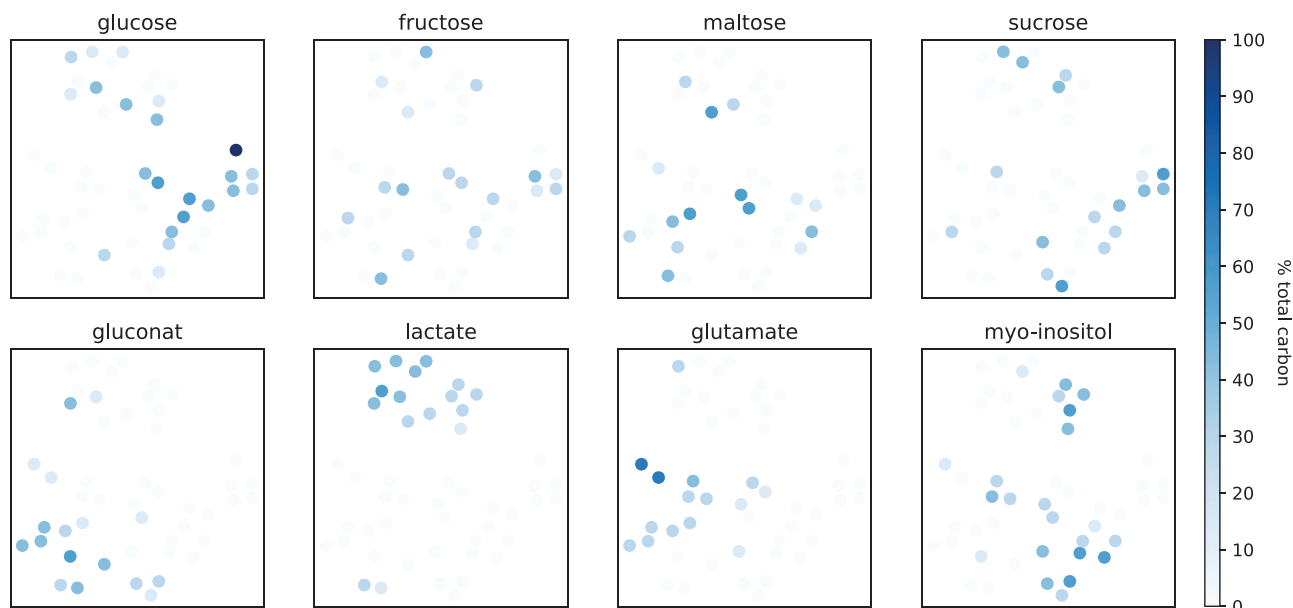 glucose
fructose
maltose
sucrose
gluconat
lactate
glutamate
myo-inositol
100
90
80
70
60
50
40
30
20
10
0
% total carbon